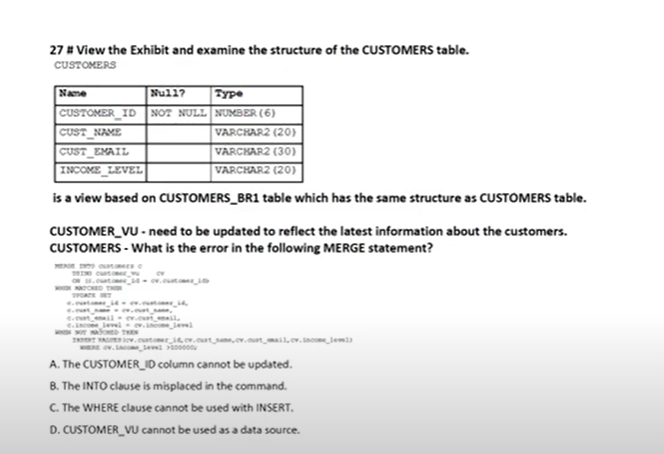 27 # View the Exhibit and examine the structure of the CUSTOMERS table.
CUSTOMERS
Name Null? Type
CUSTOMER_ID NOT NULL NUMBER(6)
CUST_NAME VARCHAR2(20)
CUST_EMAIL VARCHAR2(30)
INCOME_LEVEL VARCHAR2(20)
is a view based on CUSTOMERS_BR1 table which has the same structure as CUSTOMERS table.
CUSTOMER_VU - need to be updated to reflect the latest information about the customers.
CUSTOMERS - What is the error in the following MERGE statement?
MERGE INTO customers c
USING customer_vu cv
ON (c.customer_id = cv.customer_id)
WHEN MATCHED THEN
UPDATE SET
c.customer_id = cv.customer_id,
c.cust_name = cv.cust_name,
c.cust_email = cv.cust_email,
c.income_level = cv.income_level
WHEN NOT MATCHED THEN
INSERT VALUES(cv.customer_id,cv.cust_name,cv.cust_email,cv.income_level)
WHERE cv.income_level >100000;
A. The CUSTOMER_ID column cannot be updated.
B. The INTO clause is misplaced in the command.
C. The WHERE clause cannot be used with INSERT.
D. CUSTOMER_VU cannot be used as a data source.